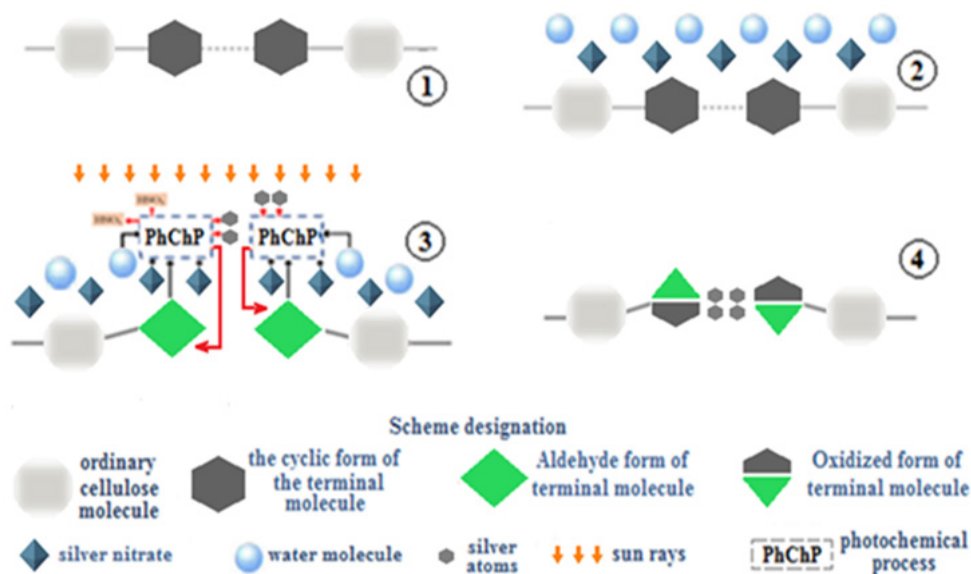 1
2
3
PhChP
PhChP
4
Scheme designation
ordinary
cellulose
molecule
the cyclic form of
the terminal
molecule
Aldehyde form of
terminal molecule
Oxidized form of
terminal molecule
silver nitrate
water molecule
silver
atoms
sun rays
PhChP
photochemical
process